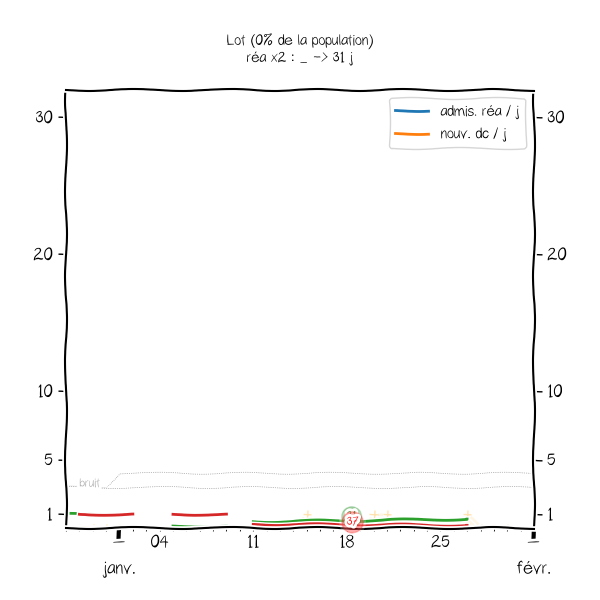 Lot (0% de la population)
réa x2 : _ -> 31 j
admis. réa / j
nouv. dc / j
30
30
20
20
10
10
5
5
bruit
1
37
1
04
11
18
25
janv.
févr.